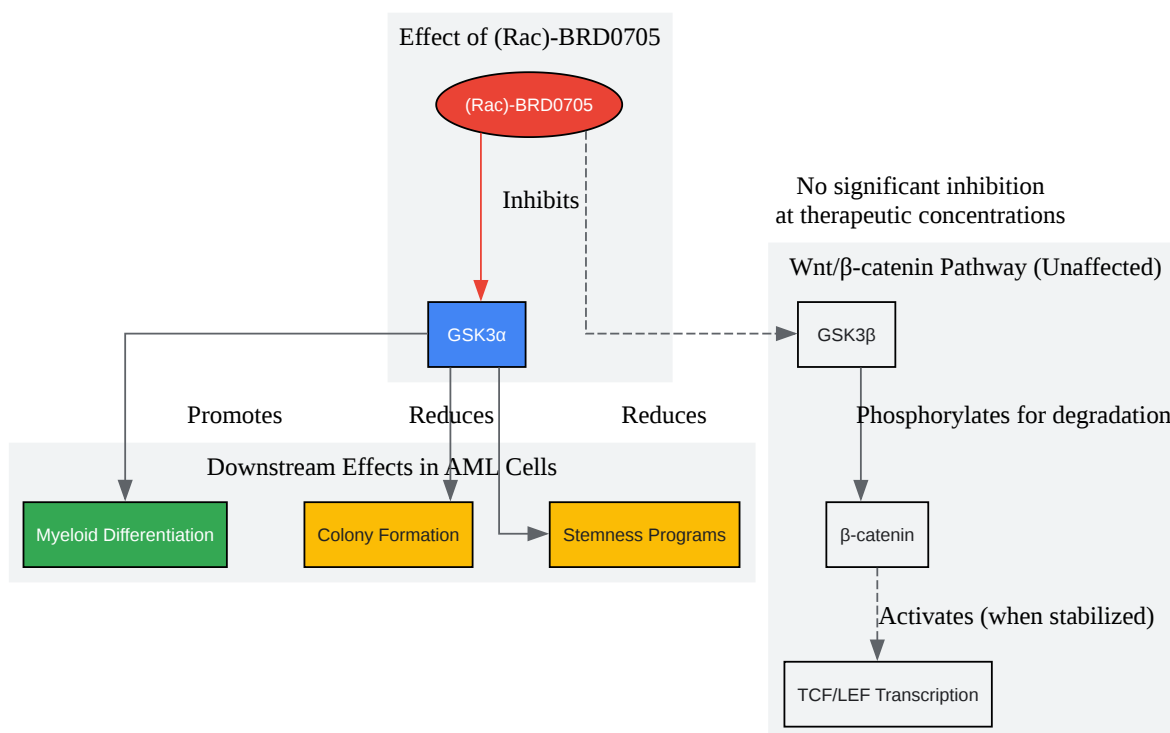 Effect of (Rac)-BRD0705
(Rac)-BRD0705
Inhibits
No significant inhibition
at therapeutic concentrations
Wnt/β-catenin Pathway (Unaffected)
GSK3α
GSK3β
Promotes
Reduces
Reduces
Phosphorylates for degradation
Downstream Effects in AML Cells
Myeloid Differentiation
Colony Formation
Stemness Programs
β-catenin
Activates (when stabilized)
TCF/LEF Transcription